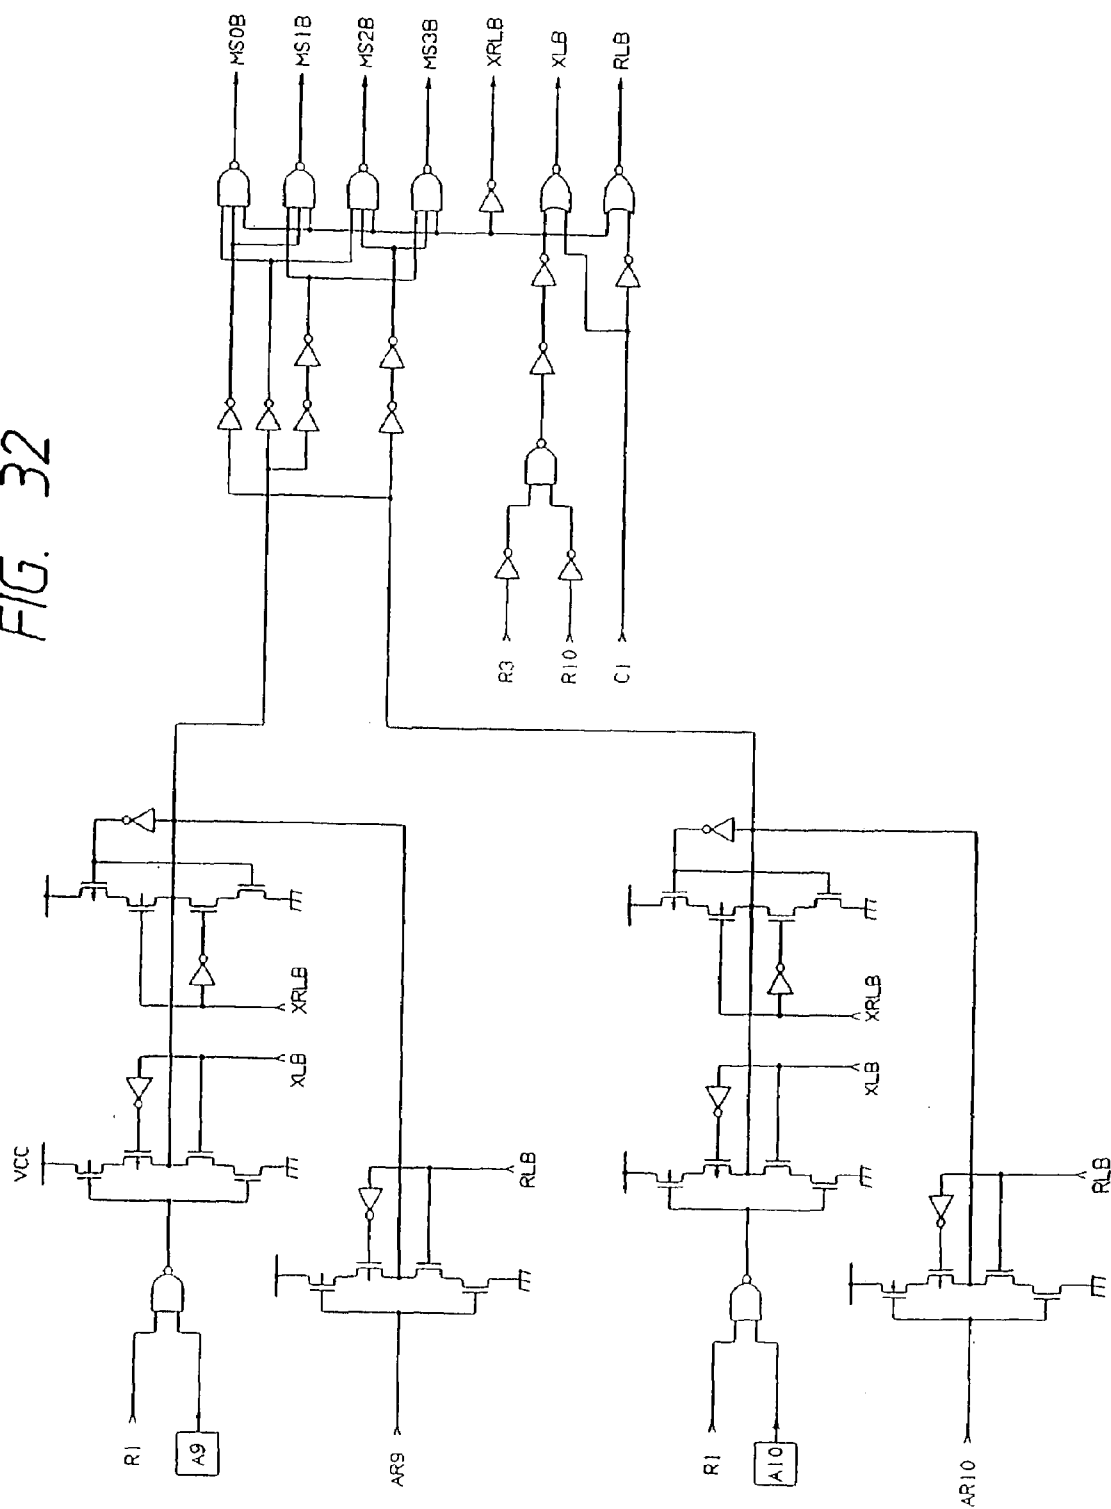 FIG. 32
MS0B
MS1B
MS2B
MS3B
XRLB
XLB
RLB
R3
R10
C1
VCC
XLB
XRLB
R1
A9
RLB
AR9
XLB
XRLB
R1
A10
RLB
AR10